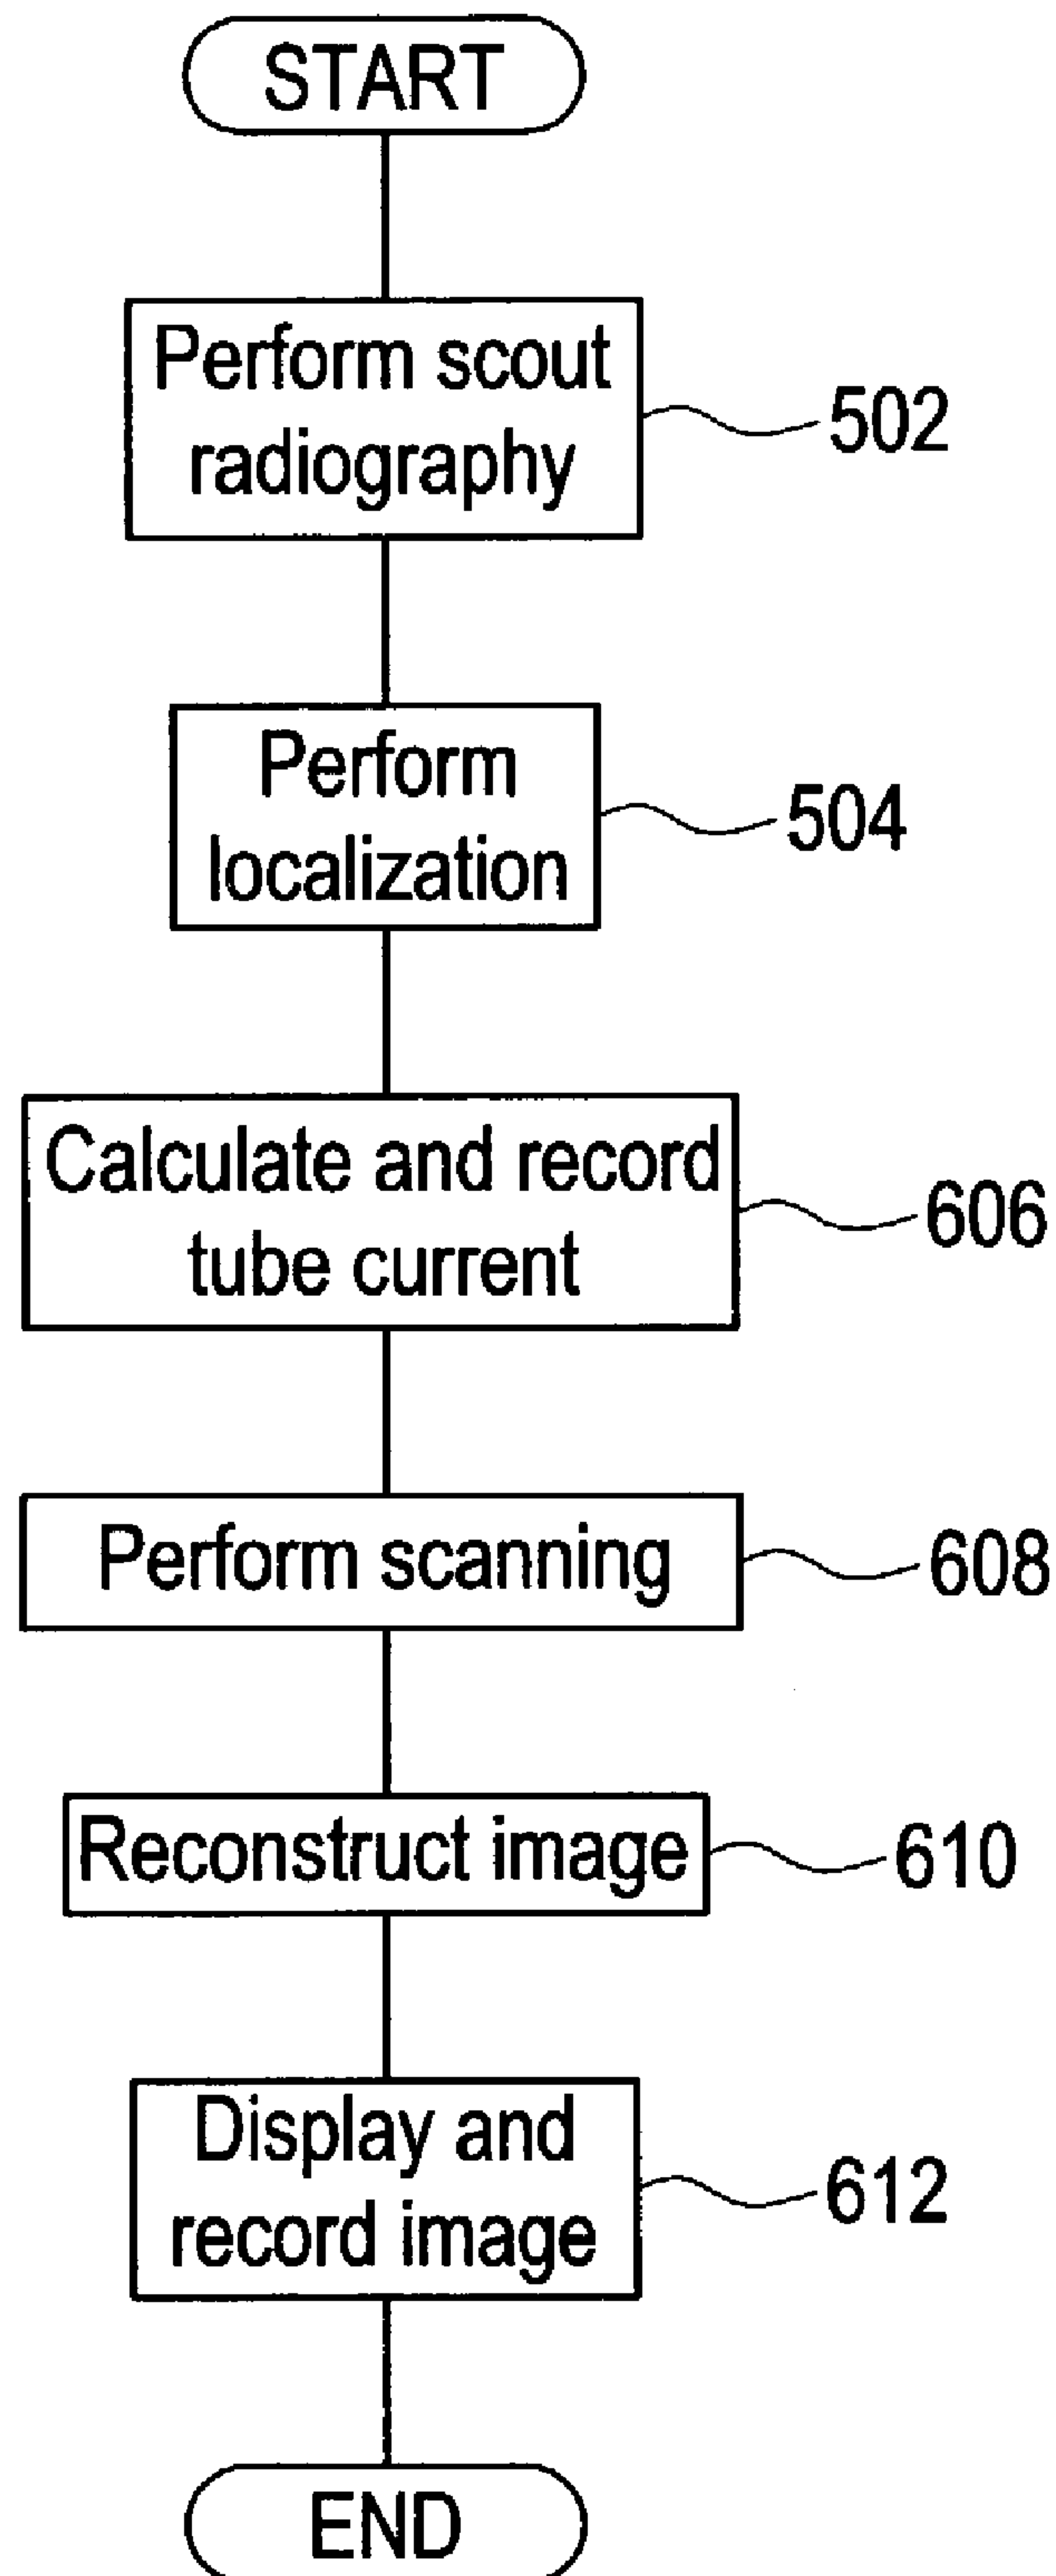 START
Perform scout
radiography
502
Perform
localization
504
Calculate and record
tube current
606
Perform scanning
608
Reconstruct image
610
Display and
record image
612
END